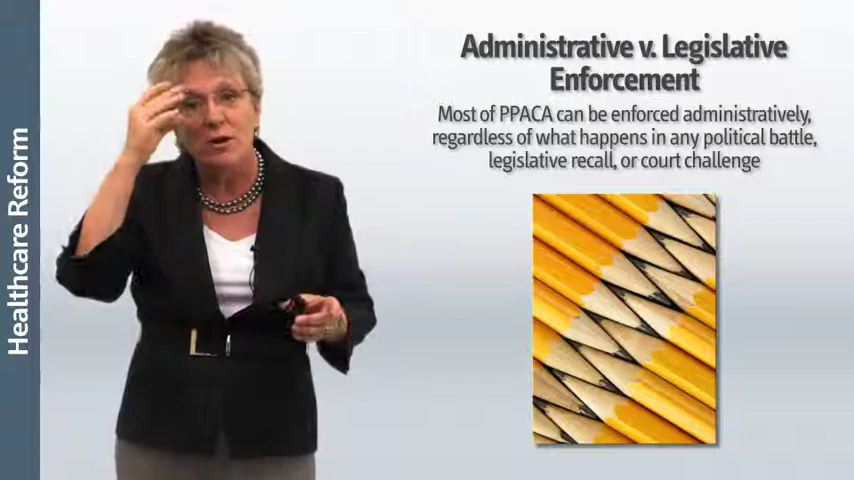 Healthcare Reform
Administrative v. Legislative
Enforcement
Most of PPACA can be enforced administratively,
regardless of what happens in any political battle,
legislative recall, or court challenge